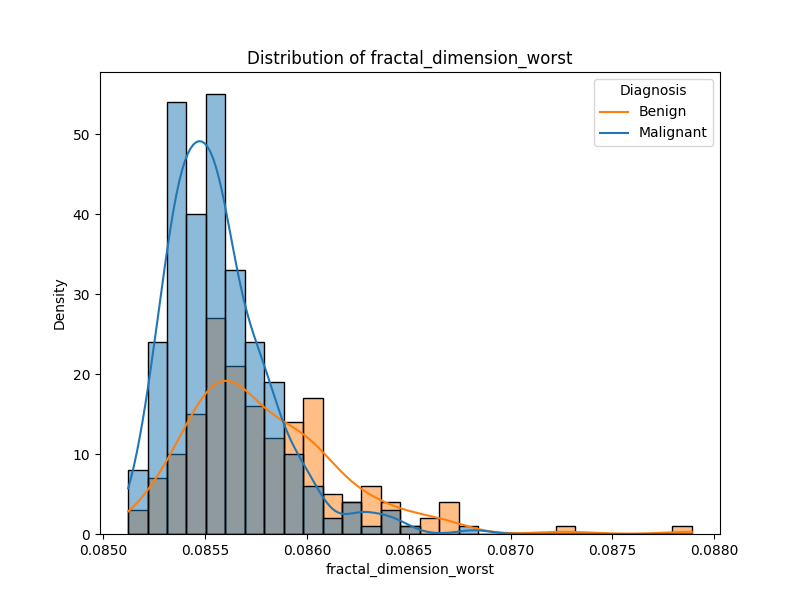 Distribution of fractal_dimension_worst
Diagnosis
Benign
Malignant
Density
50
40
30
20
10
0
0.0850
0.0855
0.0860
0.0865
0.0870
0.0875
0.0880
fractal_dimension_worst